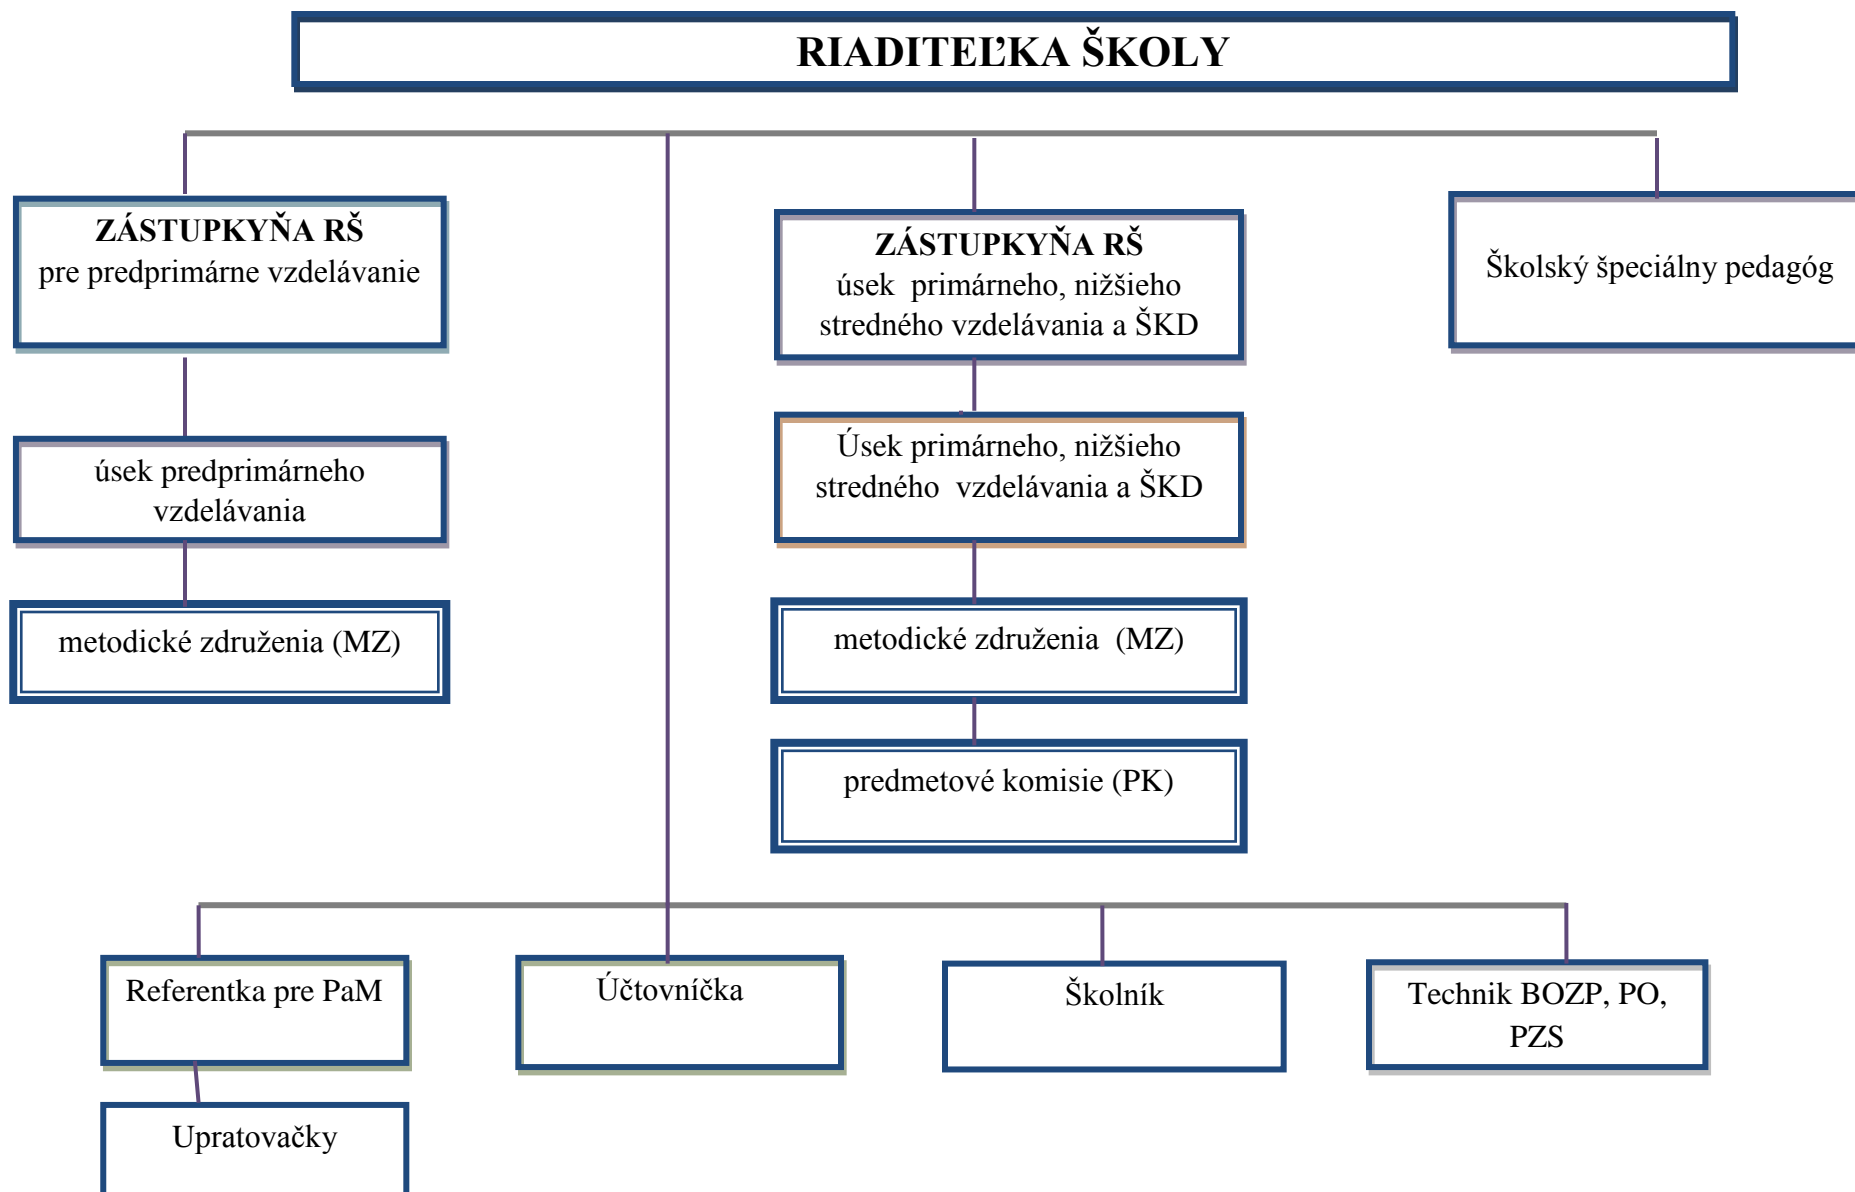 RIADITEĽKA ŠKOLY
ZÁSTUPKYŇA RŠ
pre predprimárne vzdelávanie
ZÁSTUPKYŇA RŠ
úsek primárneho, nižšieho
stredného vzdelávania a ŠKD
Školský špeciálny pedagóg
úsek predprimárneho
vzdelávania
Úsek primárneho, nižšieho
stredného vzdelávania a ŠKD
metodické združenia (MZ)
metodické združenia (MZ)
predmetové komisie (PK)
Referentka pre PaM
Účtovníčka
Školník
Technik BOZP, PO,
PZS
Upratovačky